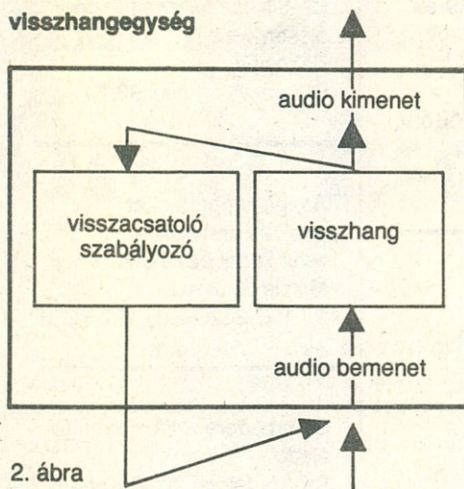 visszhangegység
audio kimenet
visszacsatoló
szabályozó
visszhang
audio bemenet
2. ábra